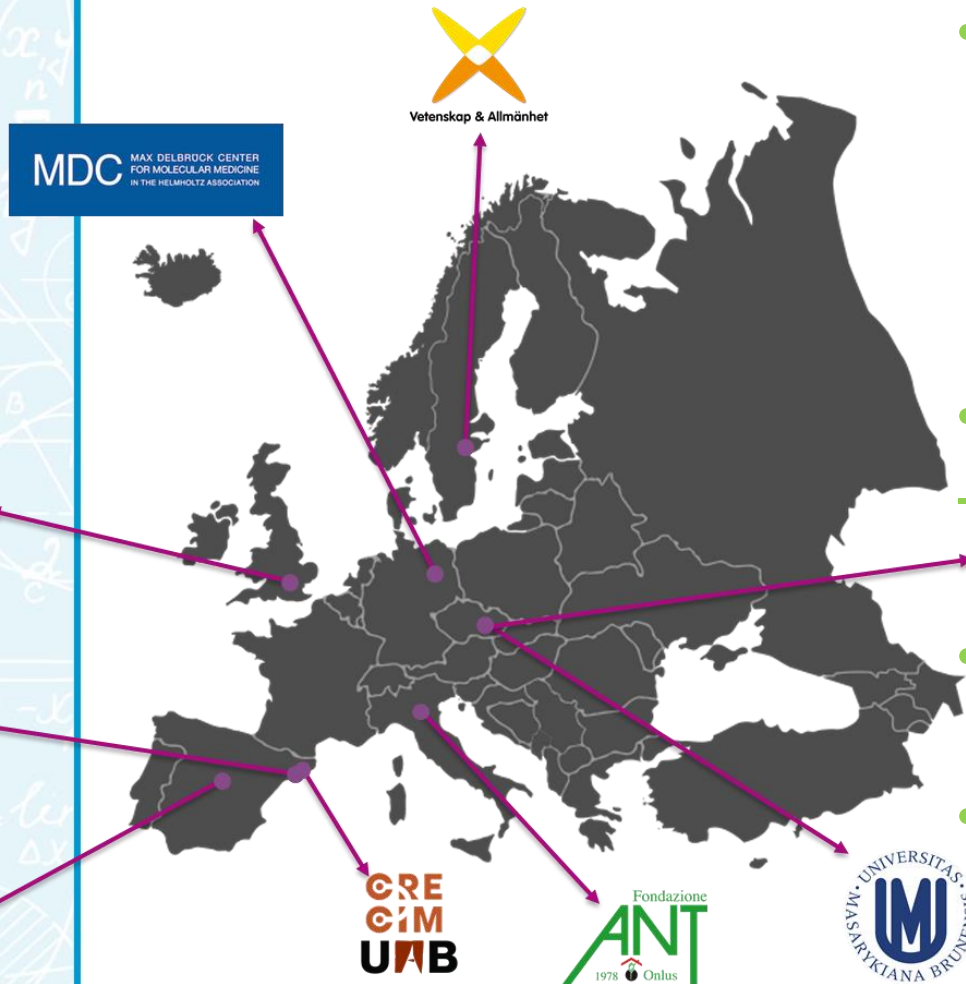 Vetenskap & Allmänhet
MDC MAX DELBRÜCK CENTER
FOR MOLECULAR MEDICINE
IN THE HELMHOLTZ ASSOCIATION
CRE
CiM
UAB
Fondazione
ANT
1978 Onlus
UNIVERSITAS
MASARYKIANA
MU